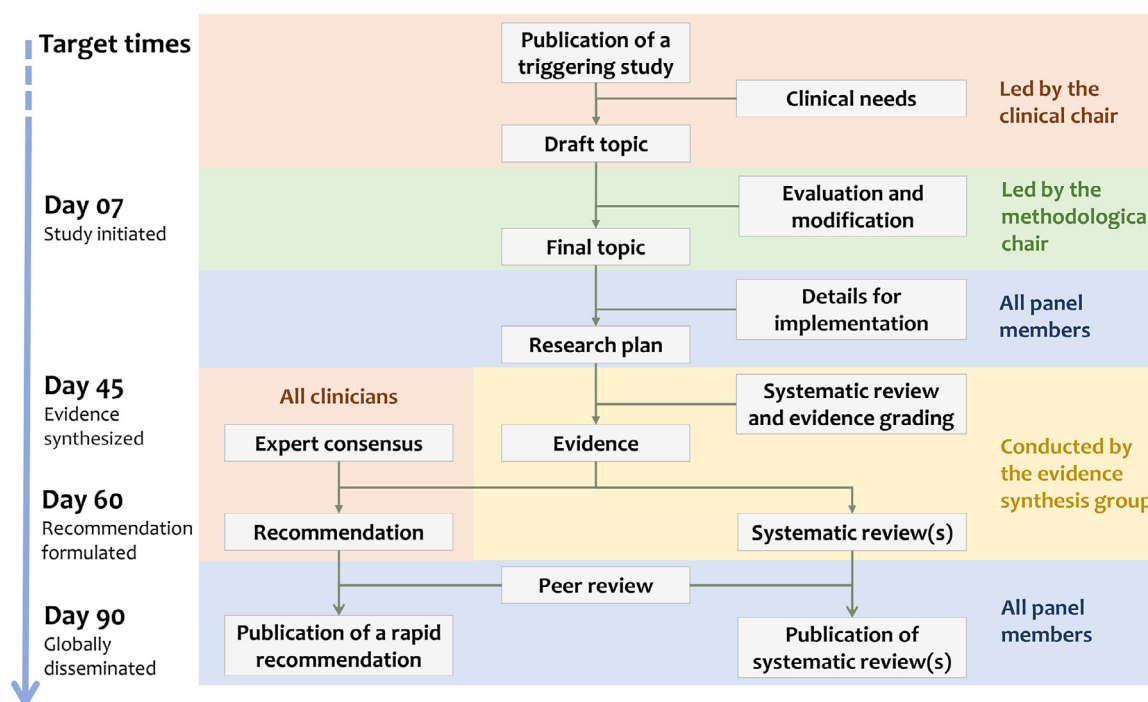 Target times
Publication of a
triggering study
Clinical needs
Led by the
clinical chair
Draft topic
Day 07
Study initiated
Evaluation and
modification
Led by the
methodologica
chair
Final topic
Details for
implementation
All panel
members
Research plan
Day 45
Evidence
synthesized
All clinicians
Systematic review
and evidence grading
Expert consensus
Evidence
Conducted by
the evidence
synthesis group
Day 60
Recommendation
formulated
Recommendation
Systematic review(s)
Peer review
Day 90
Globally
disseminated
Publication of a rapid
recommendation
Publication of
systematic review(s)
All panel
members